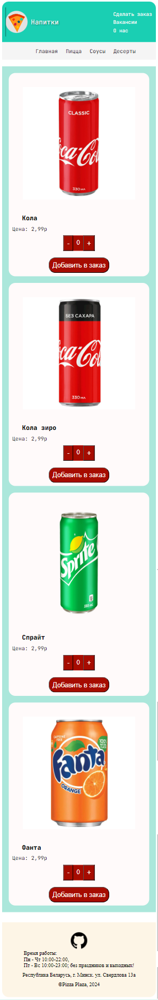 Напитки
Сделать заказ
Вакансии
О нас
Главная Пицца Соусы Десерты
CLASSIC
Coca-Cola
330 мл
Кола
Цена: 2,99р
- 0 +
Добавить в заказ
БЕЗ САХАРА
Coca-Cola
330 мл
Кола зиро
Цена: 2,99р
- 0 +
Добавить в заказ
Sprite
330 мл
Спрайт
Цена: 2,99р
- 0 +
Добавить в заказ
CAFFEINE
FREE
100%
NATURAL
FLAVORS
Fanta
ORANGE
Фанта
Цена: 2,99р
- 0 +
Добавить в заказ
Время работы:
Пн - Чт 10:00-22:00,
Пт - Вс 10:00-23:00; без праздников и выходных!
Республика Беларусь, г. Минск. ул. Свердлова 13а
©Pizza Plaza, 2024